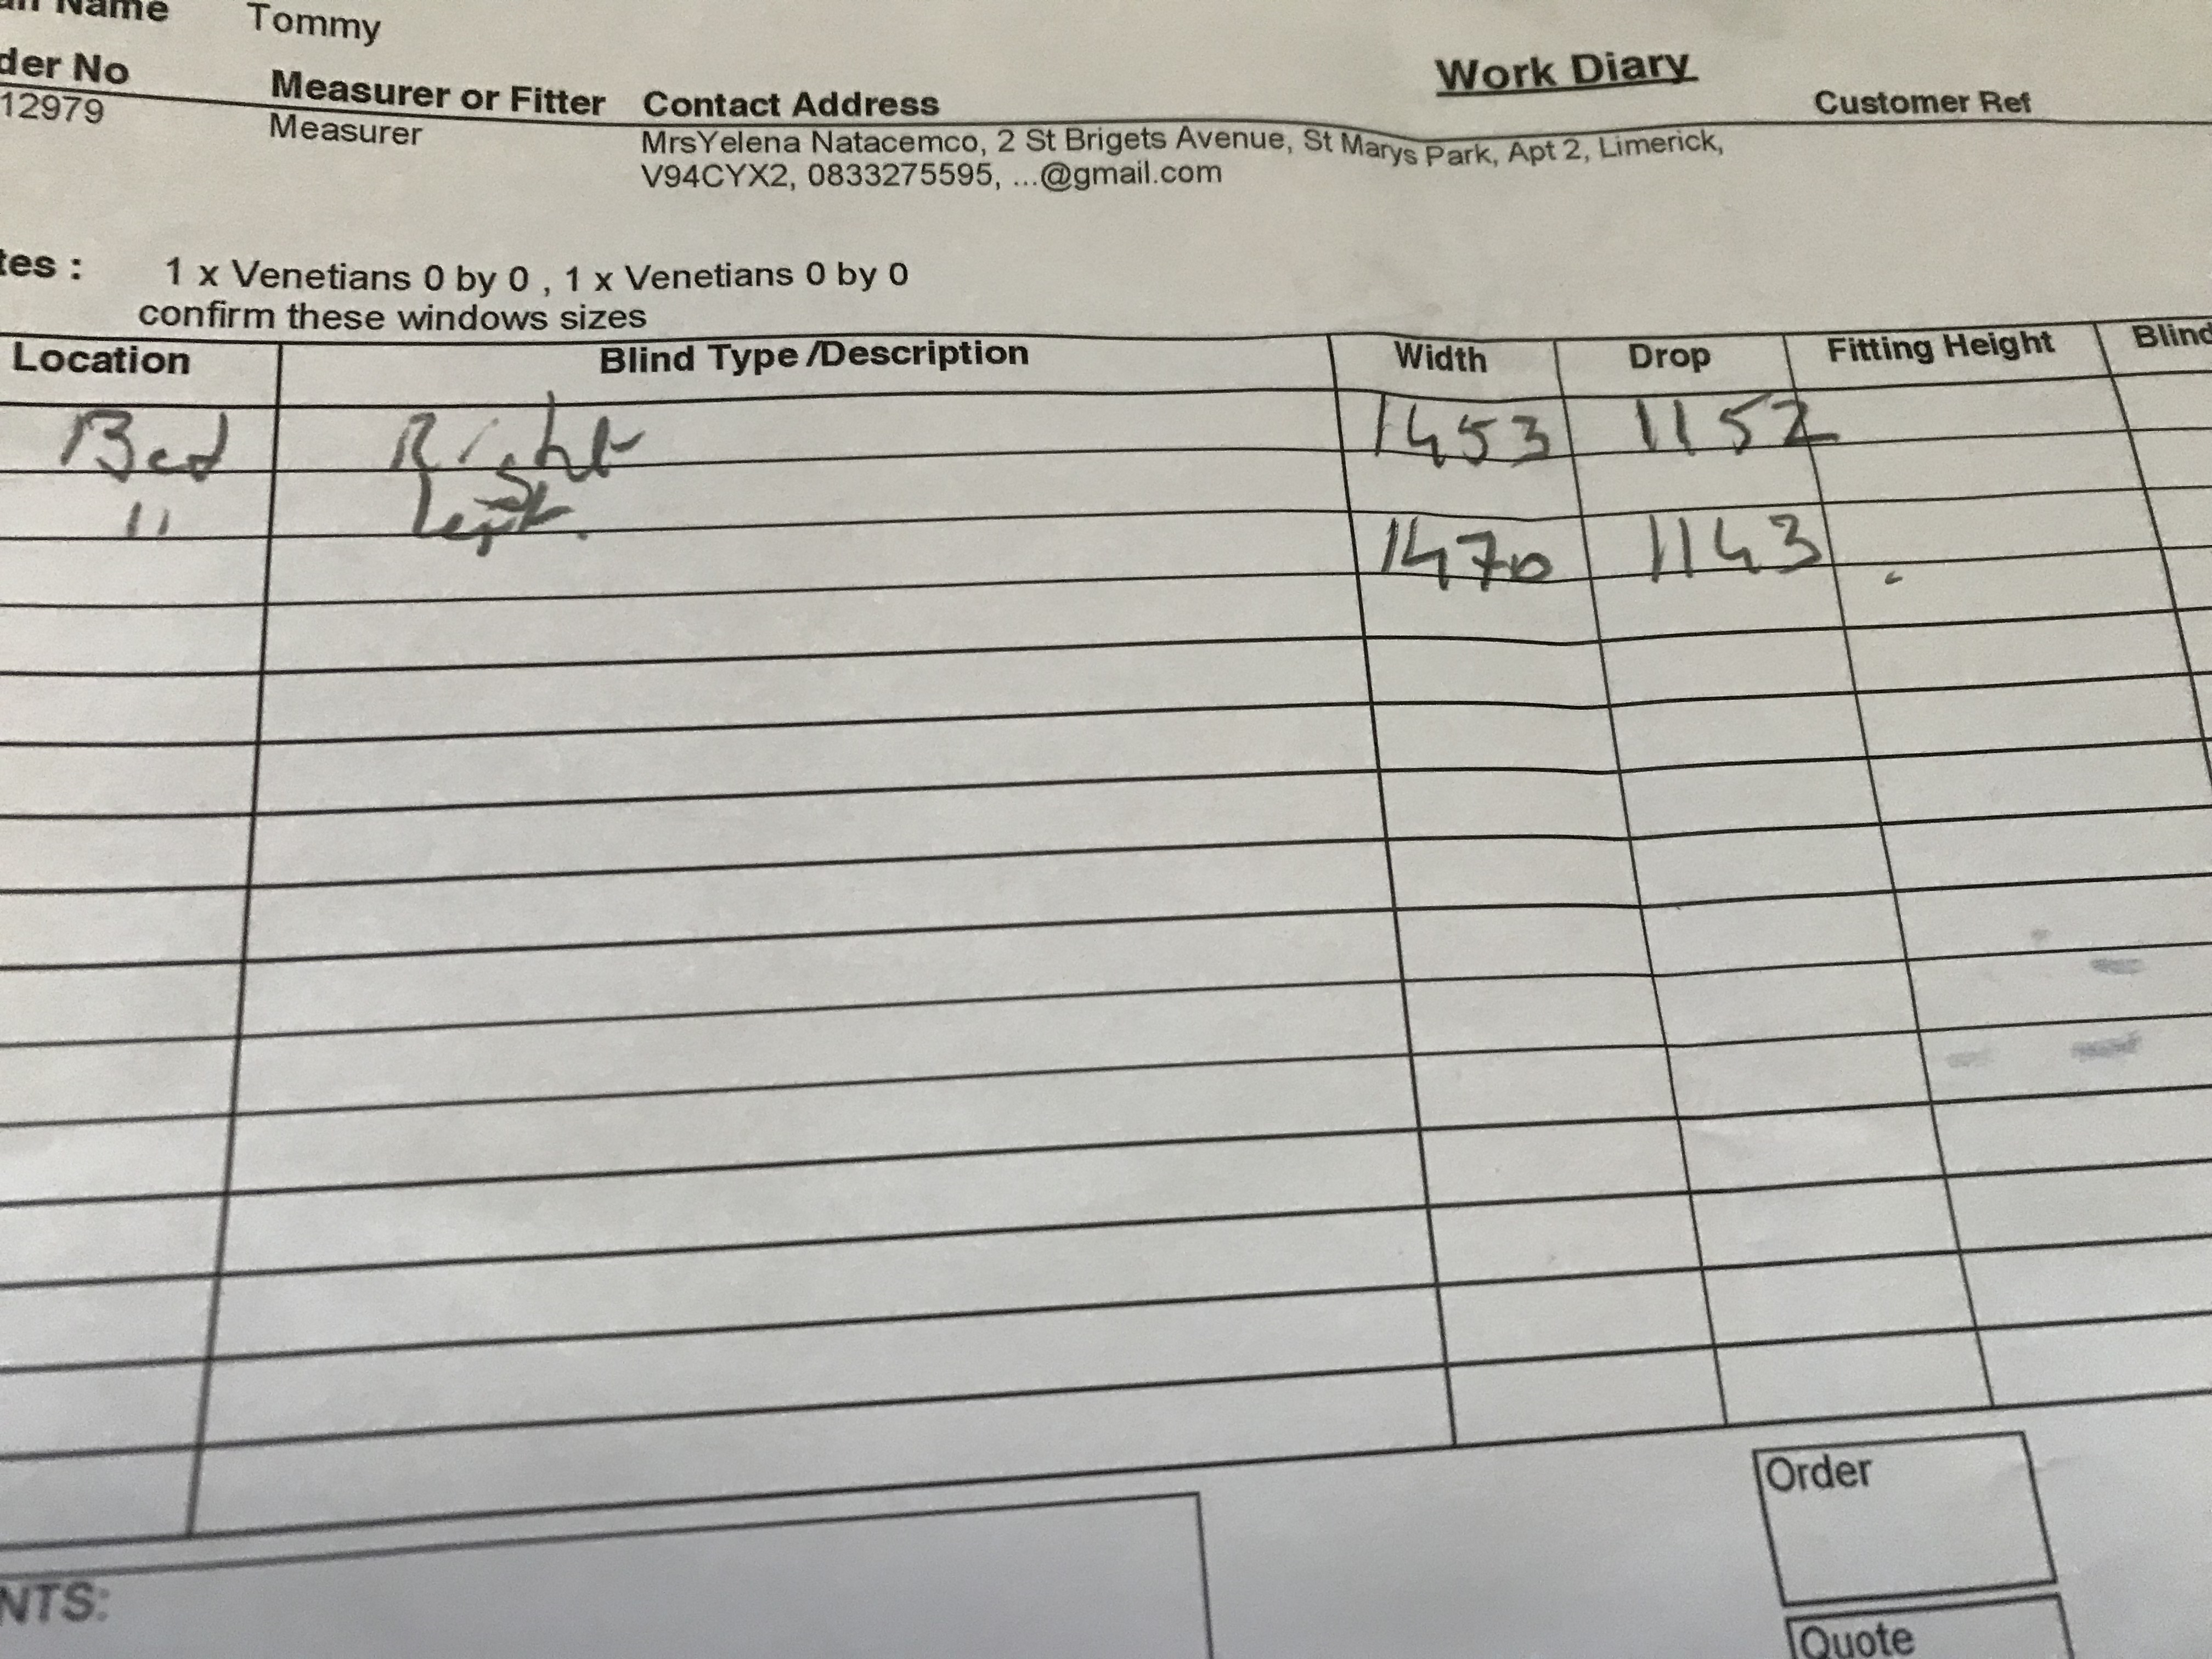 Name Tommy
Work Diary
der No Measurer or Fitter Contact Address Customer Ref
12979 Measurer MrsYelena Natacemco, 2 St Brigets Avenue, St Marys Park, Apt 2, Limerick,
V94CYX2, 0833275595, ...@gmail.com
tes : 1 x Venetians 0 by 0 , 1 x Venetians 0 by 0
confirm these windows sizes
Location Blind Type /Description Width Drop Fitting Height Blind
Bed Right 1453 1152
11 Left. 1470 1143
Order
NTS:
Quote